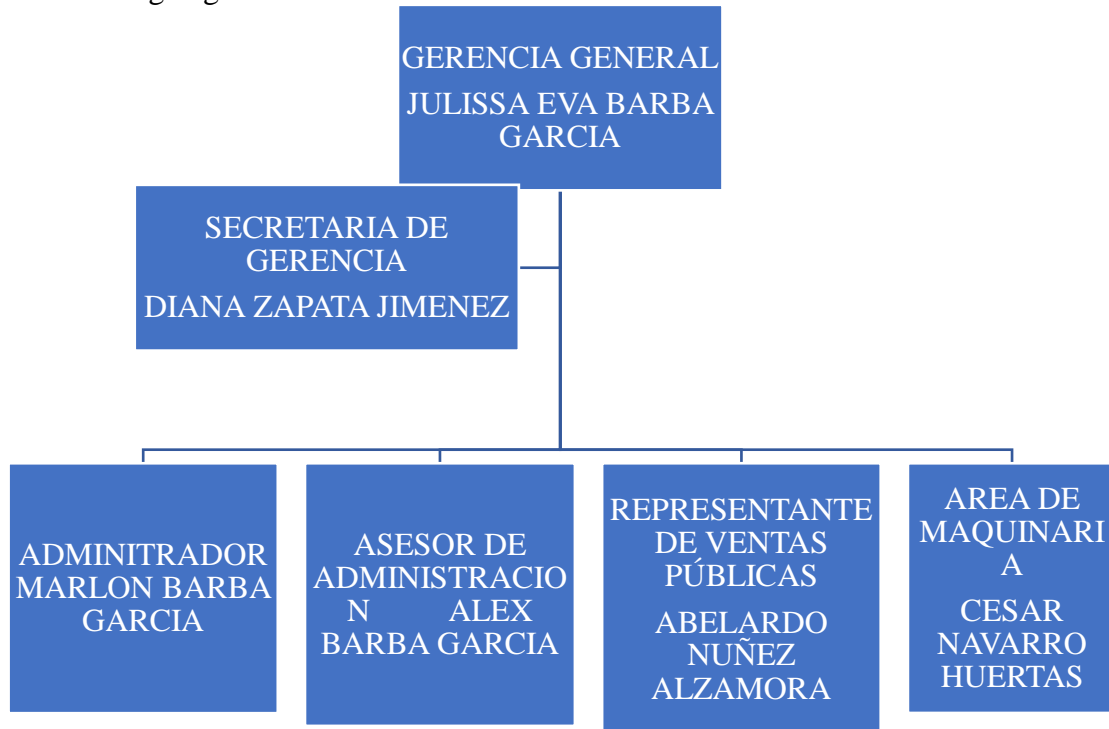 GERENCIA GENERAL
JULISSA EVA BARBA
GARCIA
SECRETARIA DE
GERENCIA
DIANA ZAPATA JIMENEZ
ADMINITRADOR
MARLON BARBA
GARCIA
ASESOR DE
ADMINISTRACIO
N ALEX
BARBA GARCIA
REPRESENTANTE
DE VENTAS
PÚBLICAS
ABELARDO
NUÑEZ
ALZAMORA
AREA DE
MAQUINARI
A
CESAR
NAVARRO
HUERTAS